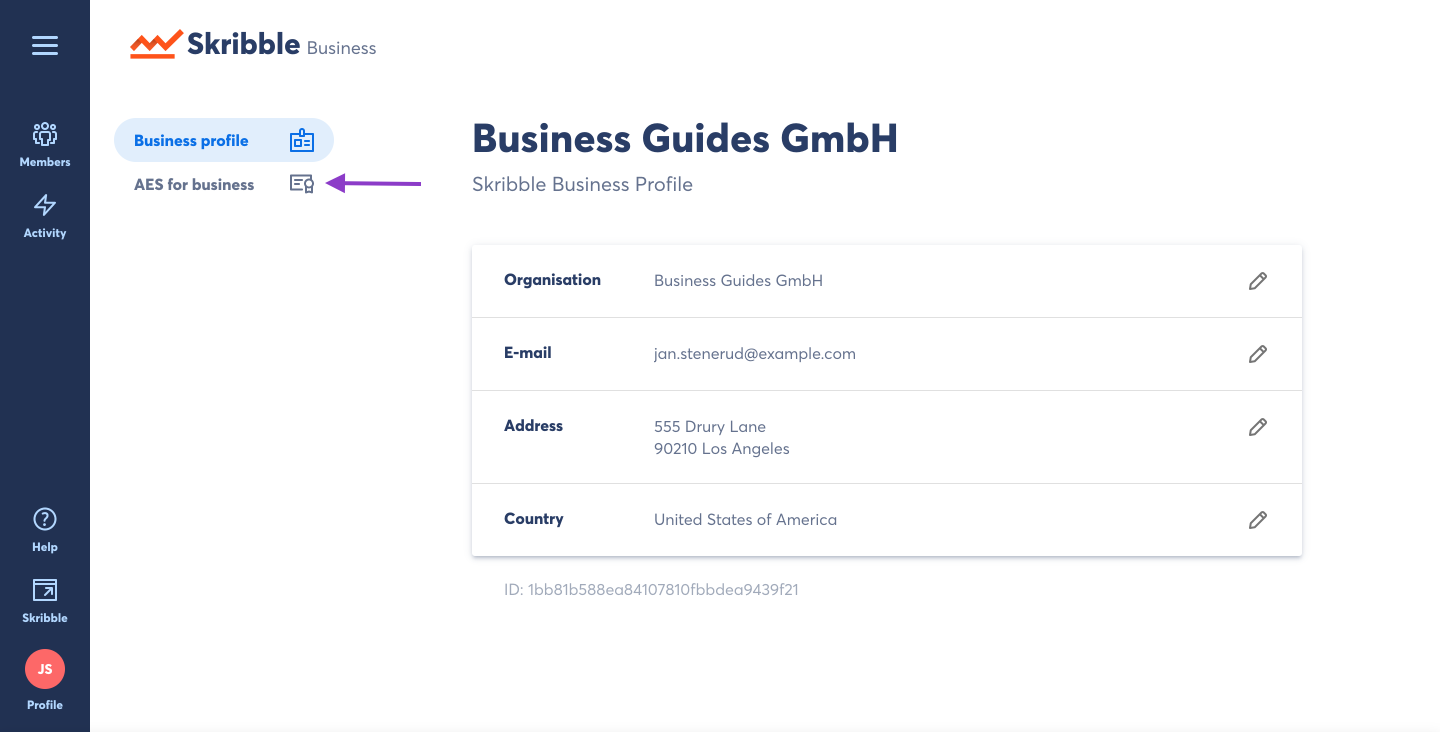 Skribble Business
Members
Activity
Help
Skribble
JS
Profile
Business profile
AES for business
Business Guides GmbH
Skribble Business Profile
Organisation Business Guides GmbH
E-mail jan.stenerud@example.com
Address 555 Drury Lane
90210 Los Angeles
Country United States of America
ID: 1bb81b588ea84107810fbbdea9439f21